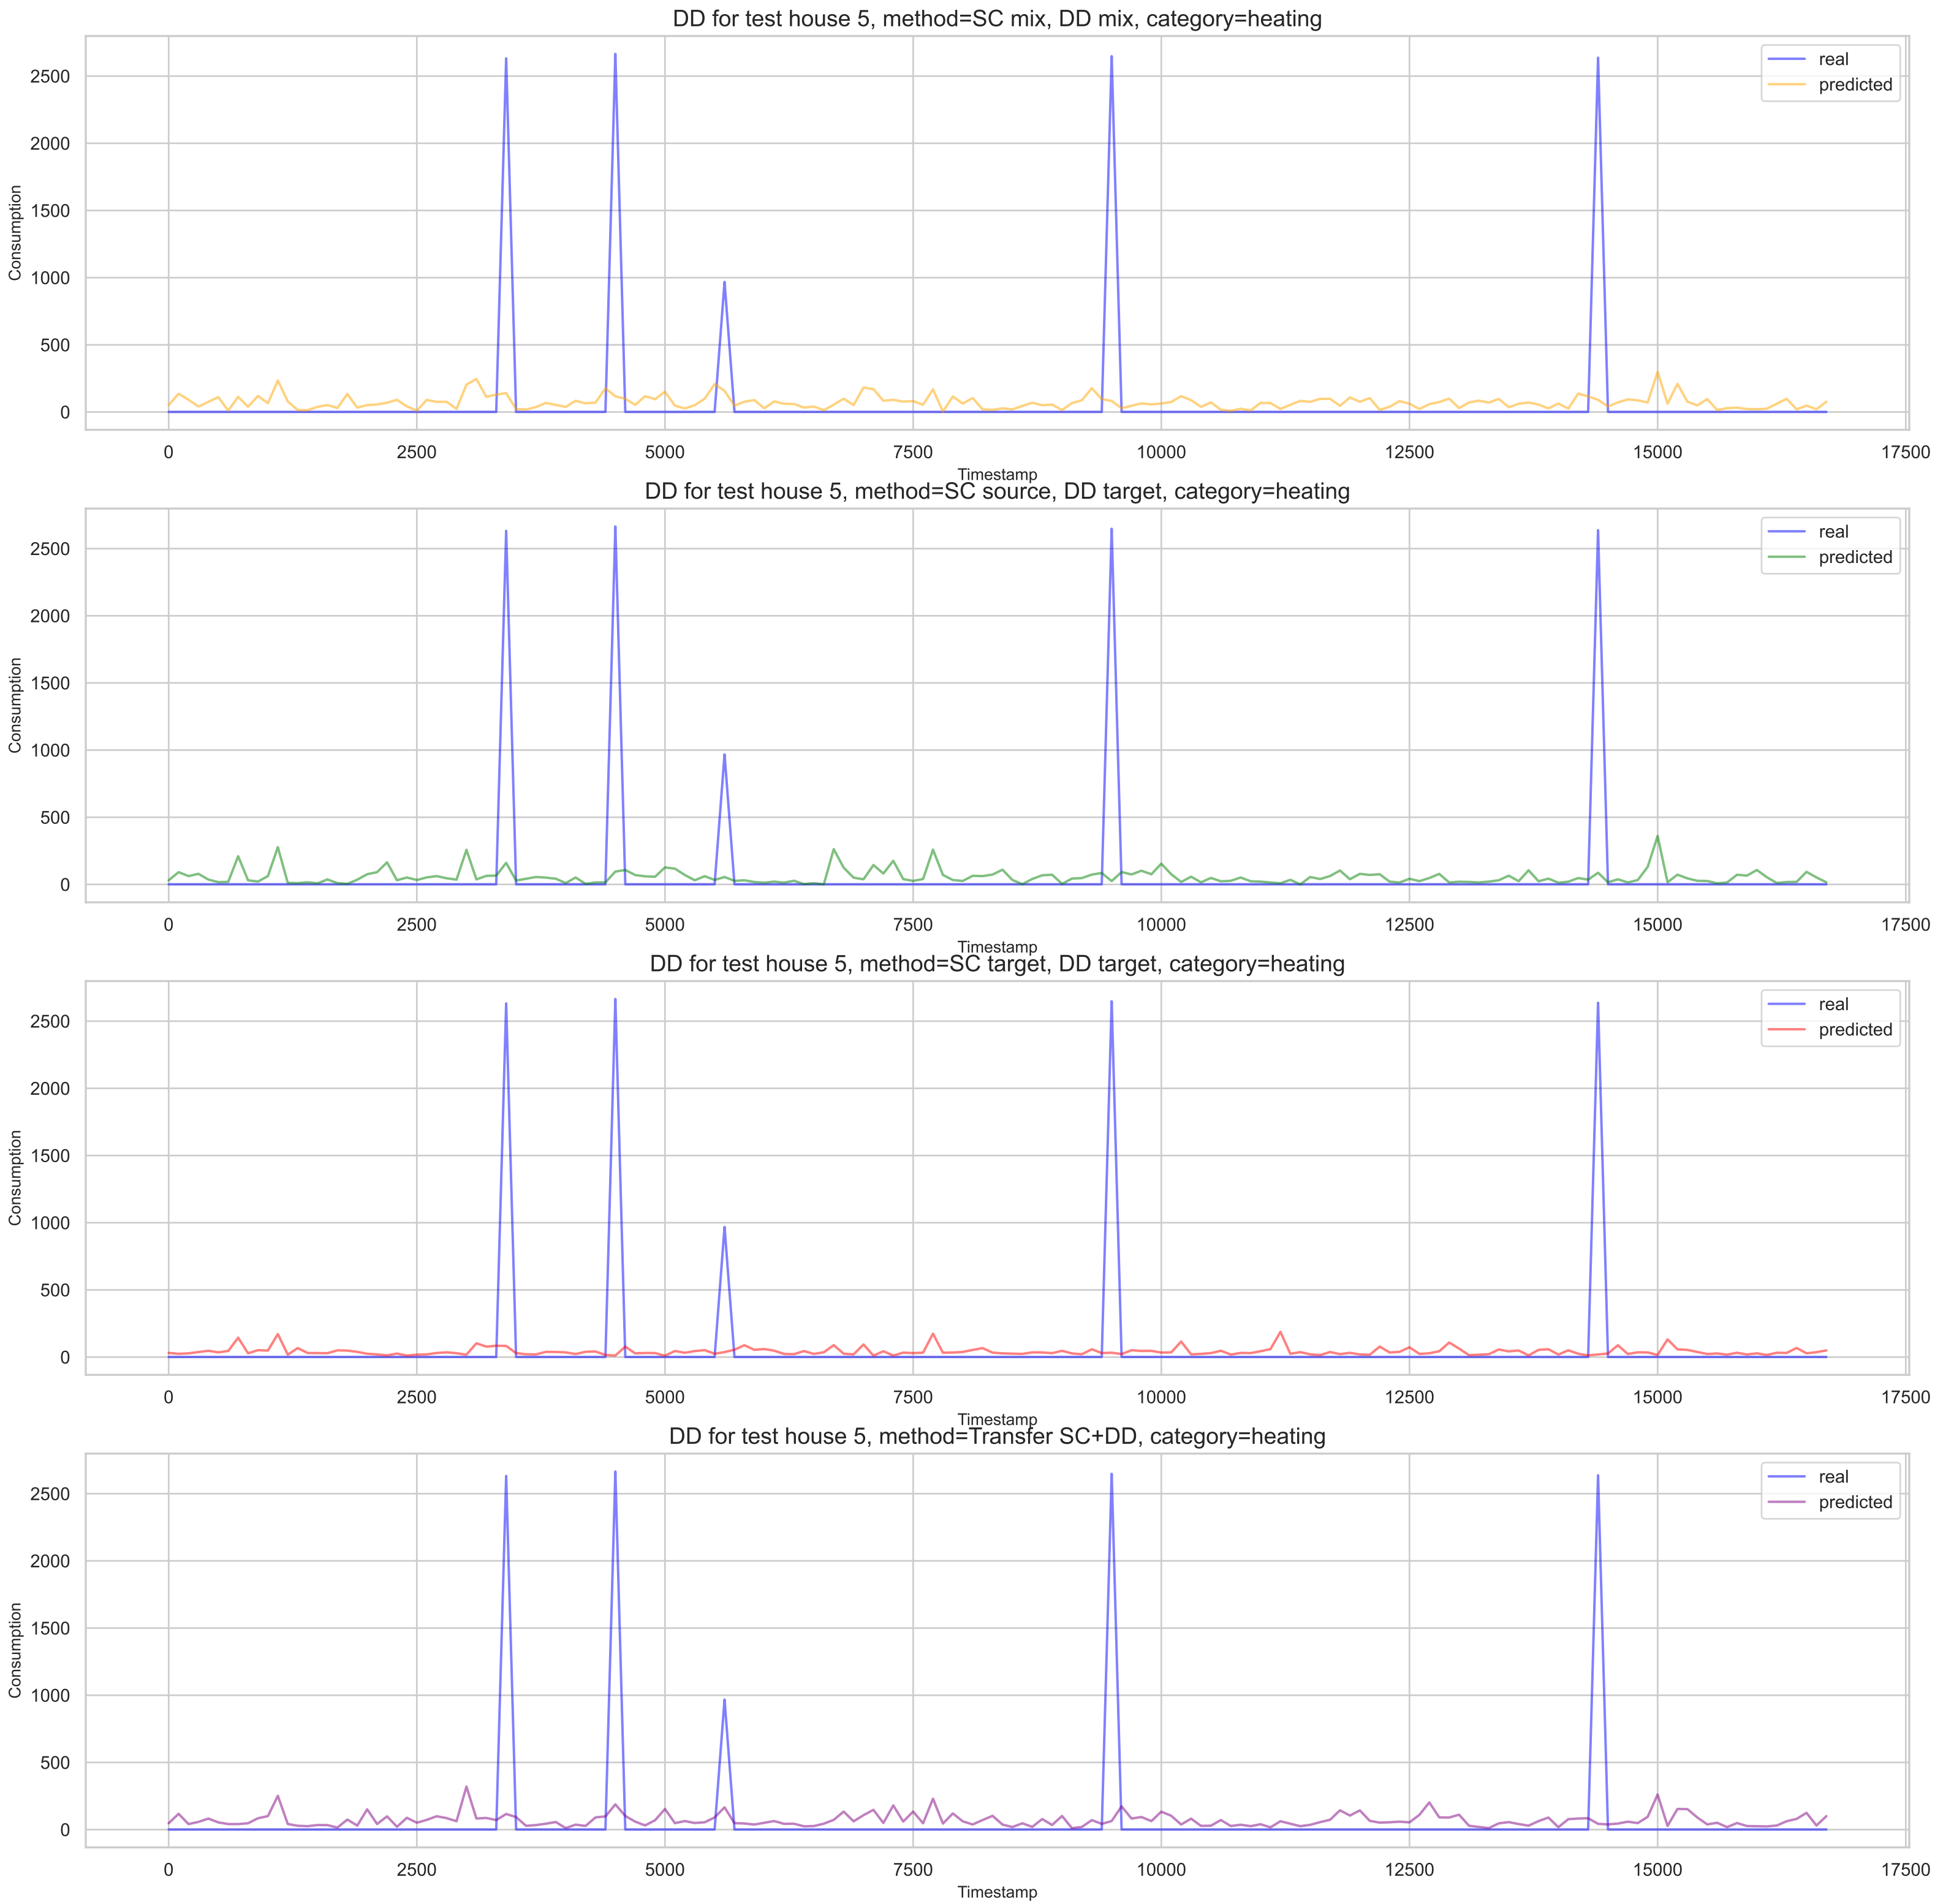 DD for test house 5, method=SC mix, DD mix, category=heating
real
predicted
Consumption
2500
2000
1500
1000
500
0
0 2500 5000 7500 10000 12500 15000 17500
Timestamp
DD for test house 5, method=SC source, DD target, category=heating
real
predicted
Consumption
2500
2000
1500
1000
500
0
0 2500 5000 7500 10000 12500 15000 17500
Timestamp
DD for test house 5, method=SC target, DD target, category=heating
real
predicted
Consumption
2500
2000
1500
1000
500
0
0 2500 5000 7500 10000 12500 15000 17500
Timestamp
DD for test house 5, method=Transfer SC+DD, category=heating
real
predicted
Consumption
2500
2000
1500
1000
500
0
0 2500 5000 7500 10000 12500 15000 17500
Timestamp